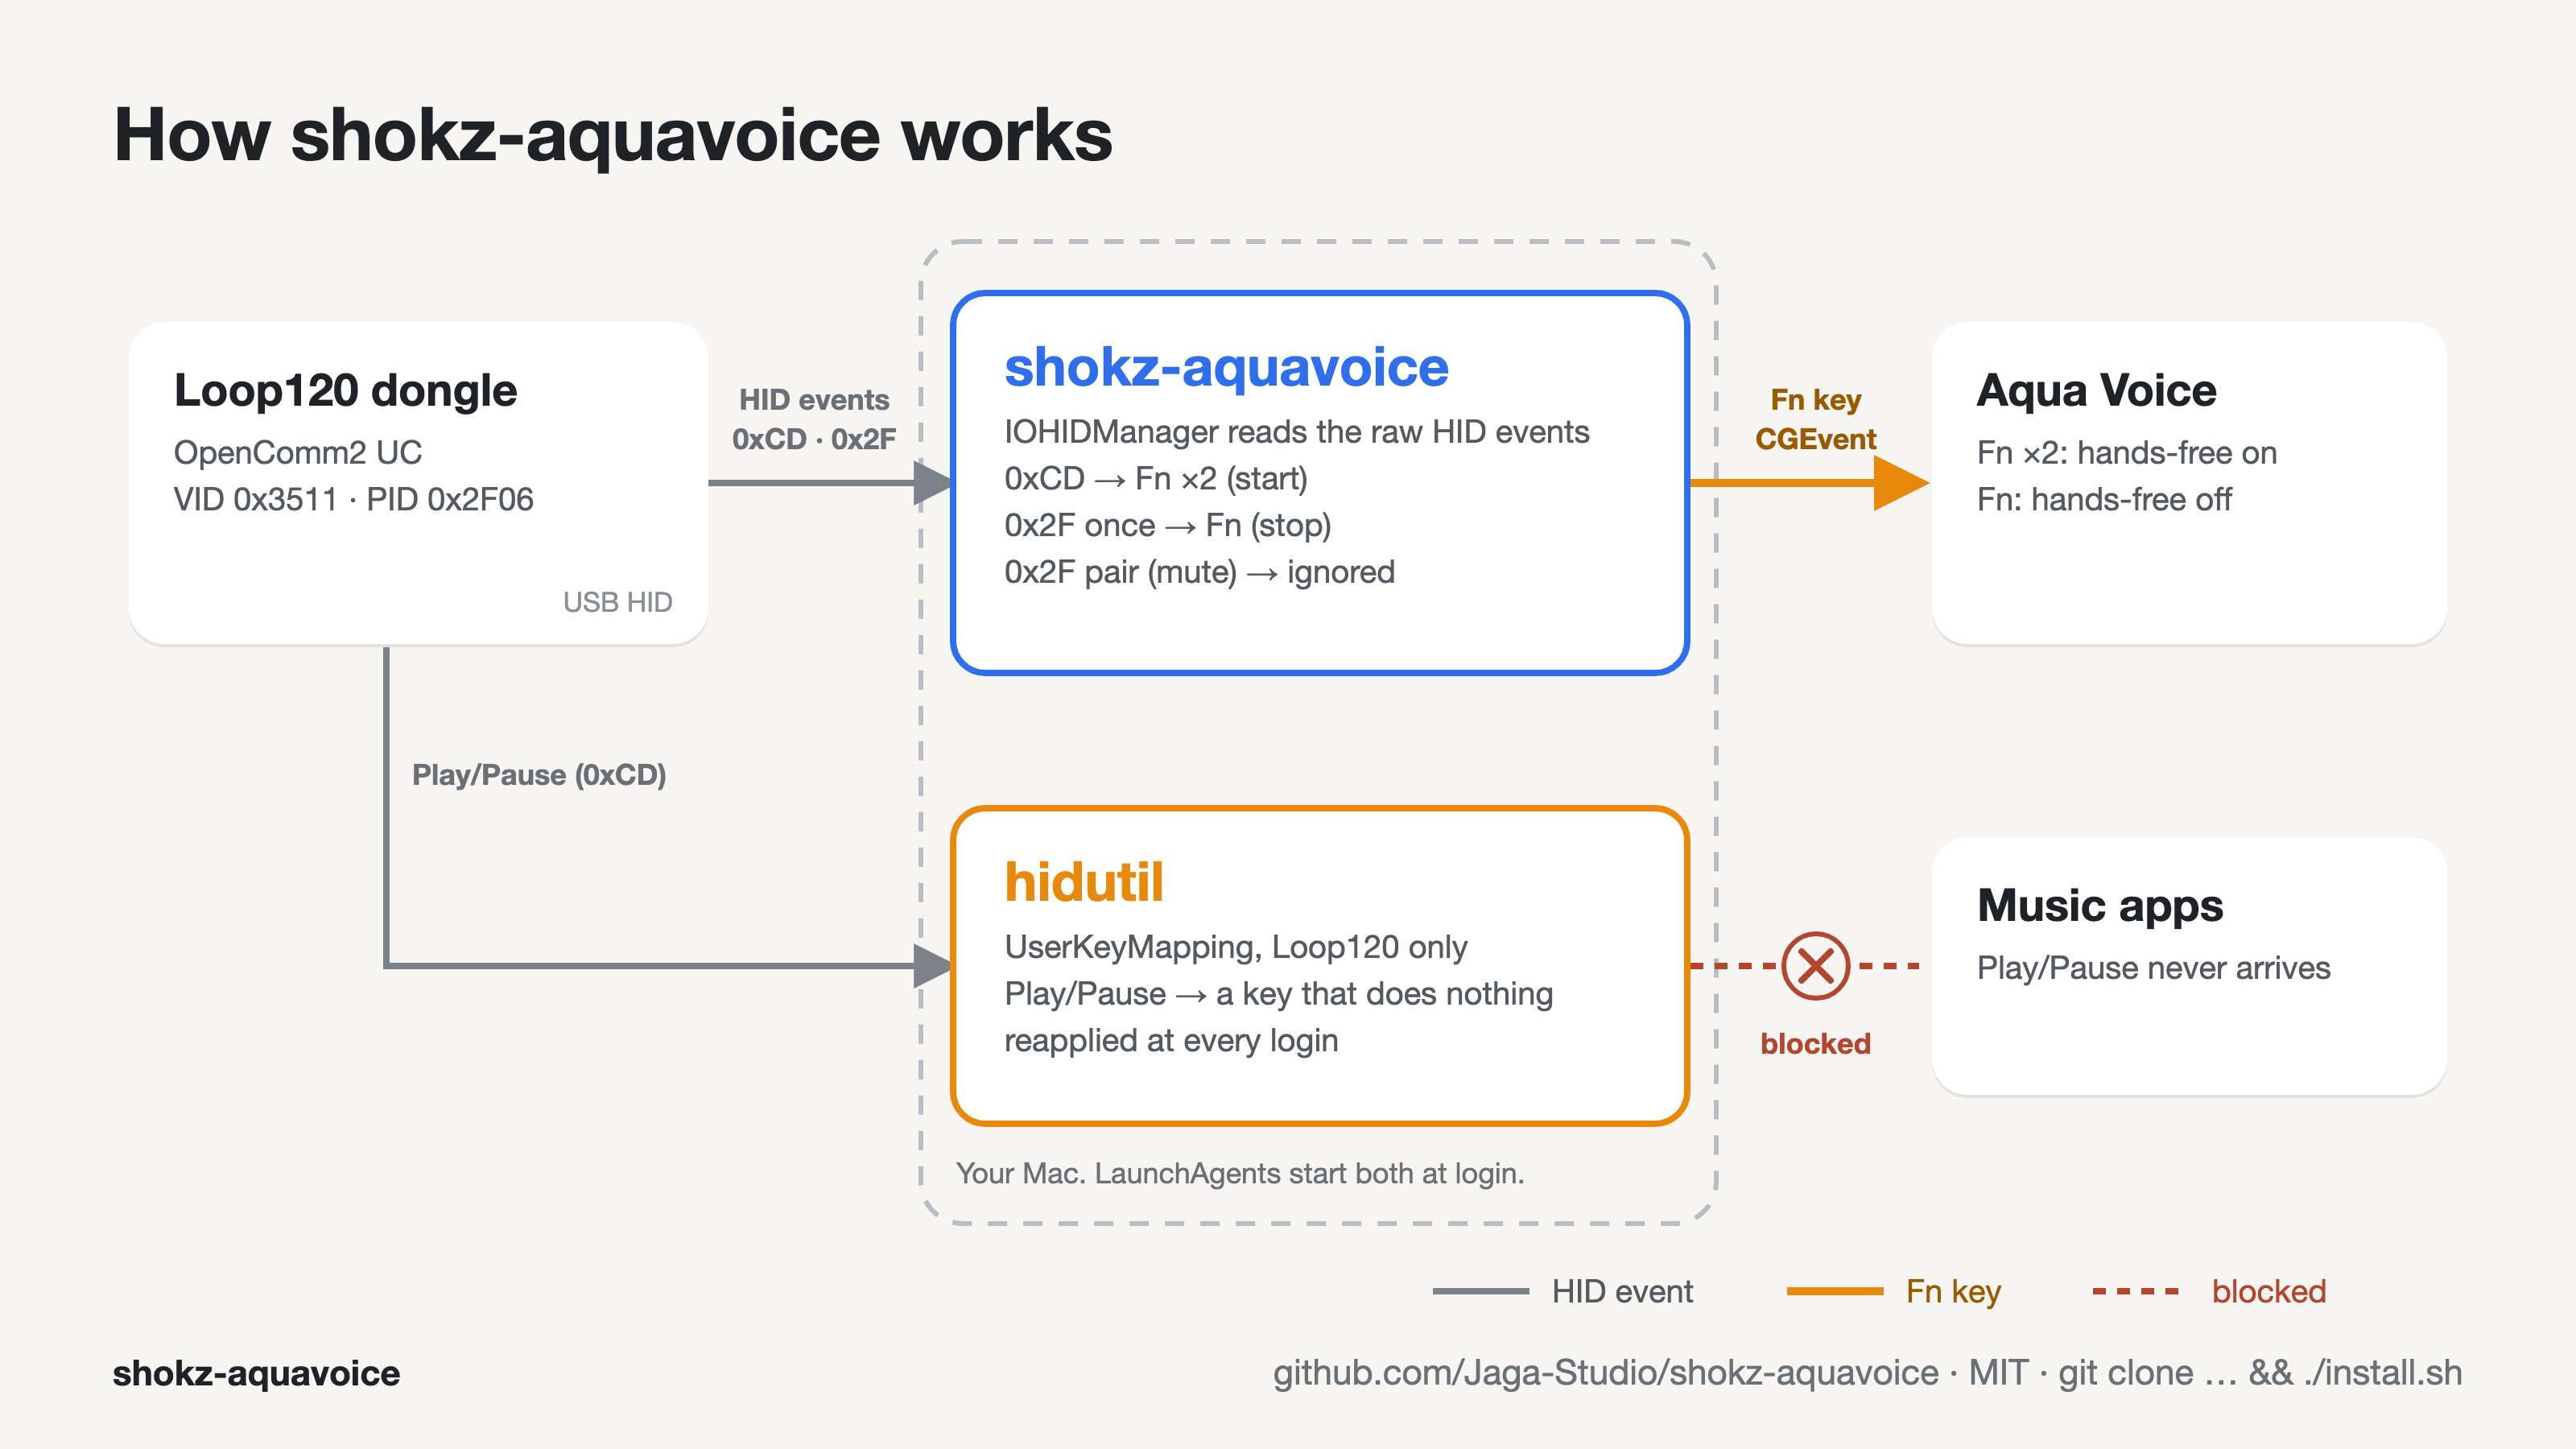 How shokz-aquavoice works
Loop120 dongle
OpenComm2 UC
VID 0x3511 · PID 0x2F06
USB HID
HID events
0xCD · 0x2F
shokz-aquavoice
IOHIDManager reads the raw HID events
0xCD → Fn ×2 (start)
0x2F once → Fn (stop)
0x2F pair (mute) → ignored
Fn key
CGEvent
Aqua Voice
Fn ×2: hands-free on
Fn: hands-free off
Play/Pause (0xCD)
hidutil
UserKeyMapping, Loop120 only
Play/Pause → a key that does nothing
reapplied at every login
blocked
Music apps
Play/Pause never arrives
Your Mac. LaunchAgents start both at login.
HID event
Fn key
blocked
shokz-aquavoice
github.com/Jaga-Studio/shokz-aquavoice · MIT · git clone … && ./install.sh